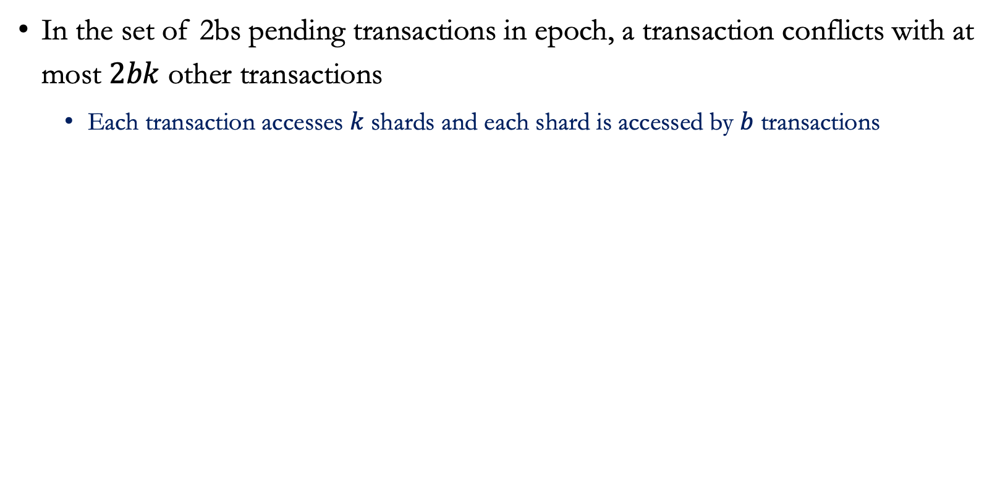 • In the set of 2bs pending transactions in epoch, a transaction conflicts with at
most 2bk other transactions
• Each transaction accesses k shards and each shard is accessed by b transactions